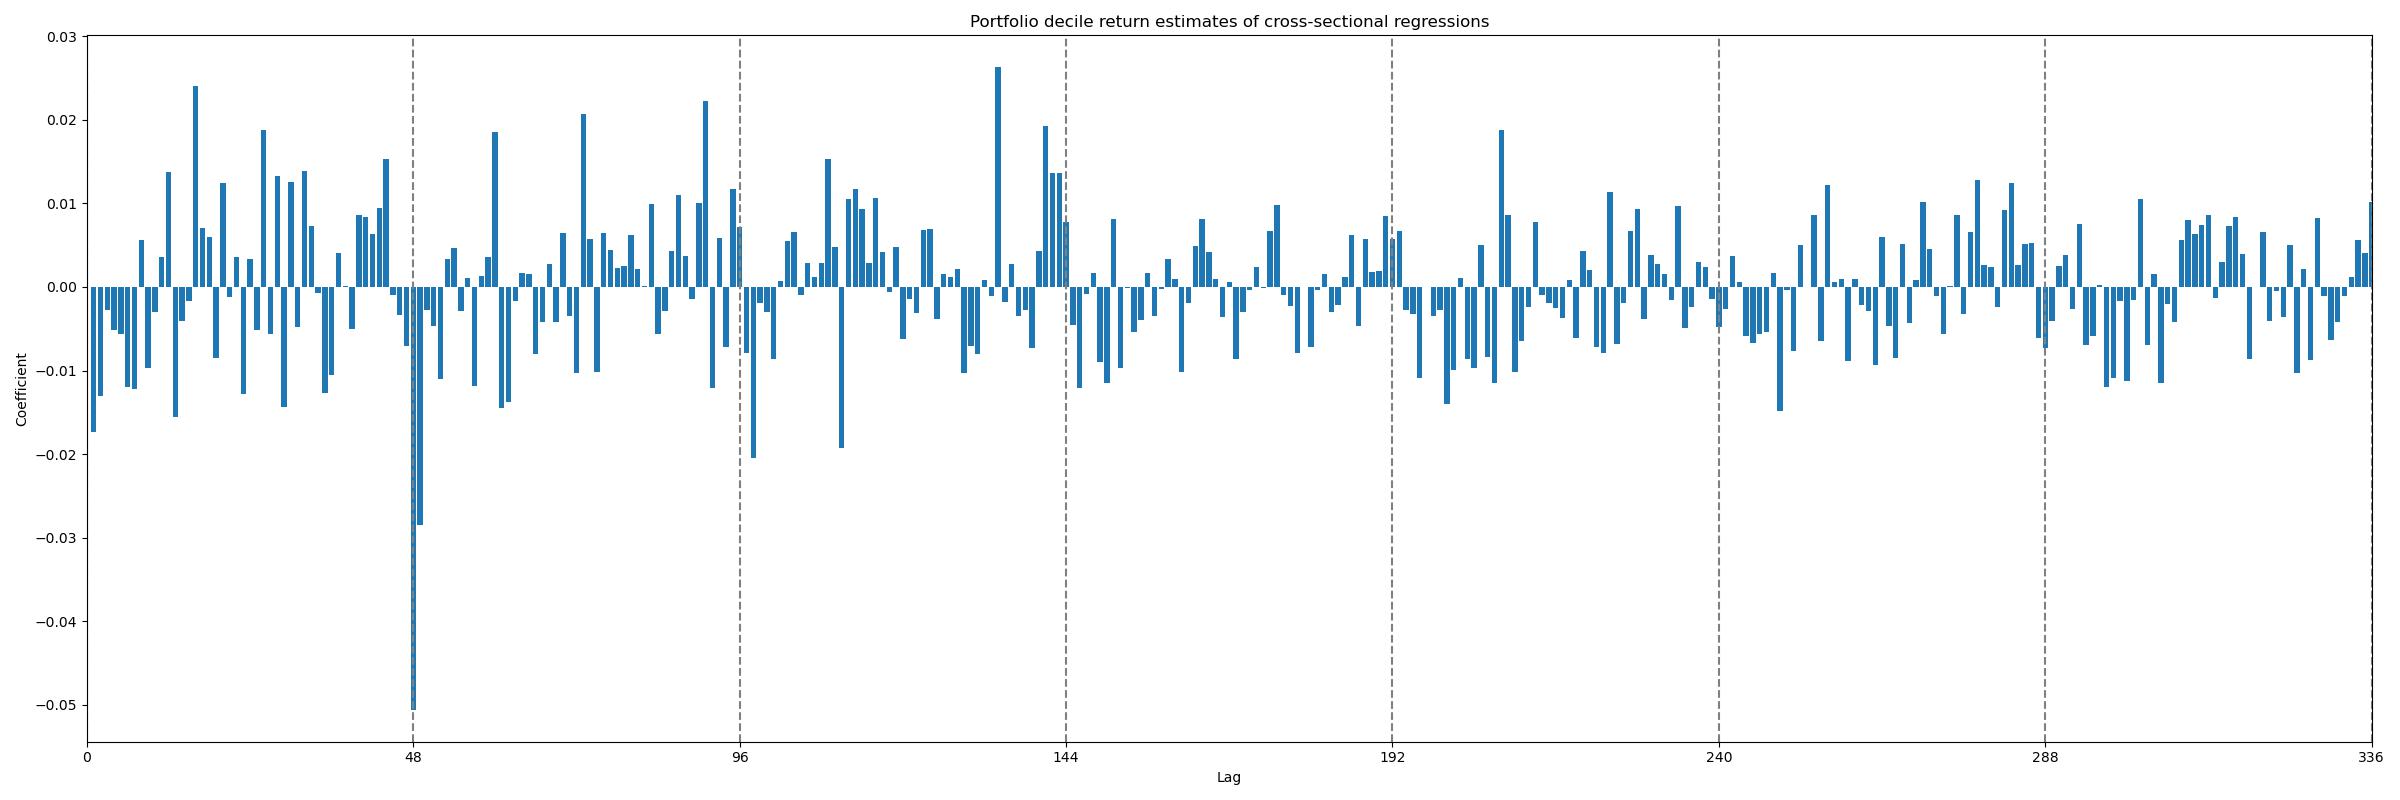 Portfolio decile return estimates of cross-sectional regressions
0.03
0.02
0.01
0.00
−0.01
−0.02
−0.03
−0.04
−0.05
Coefficient
0 48 96 144 192 240 288 336
Lag